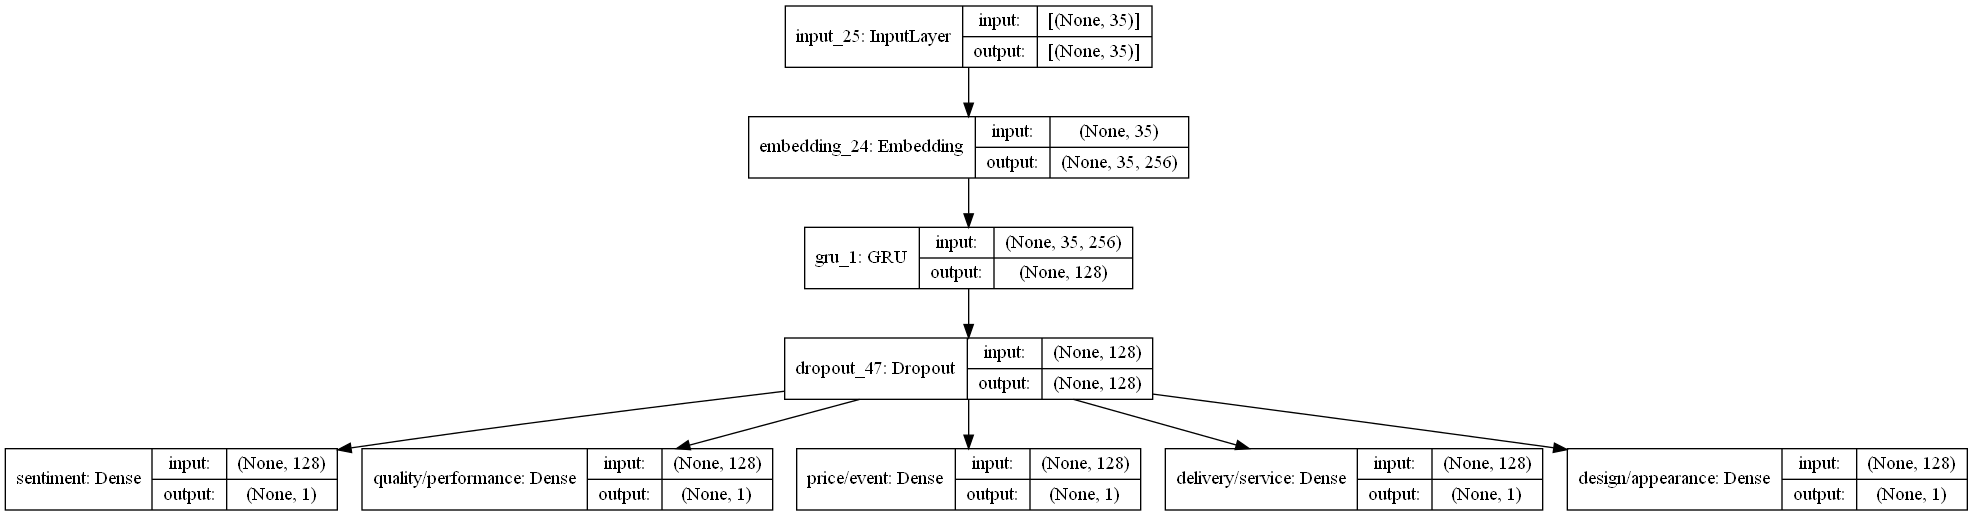 input_25: InputLayer
input: [(None, 35)]
output: [(None, 35)]
embedding_24: Embedding
input: (None, 35)
output: (None, 35, 256)
gru_1: GRU
input: (None, 35, 256)
output: (None, 128)
dropout_47: Dropout
input: (None, 128)
output: (None, 128)
sentiment: Dense
input: (None, 128)
output: (None, 1)
quality/performance: Dense
input: (None, 128)
output: (None, 1)
price/event: Dense
input: (None, 128)
output: (None, 1)
delivery/service: Dense
input: (None, 128)
output: (None, 1)
design/appearance: Dense
input: (None, 128)
output: (None, 1)